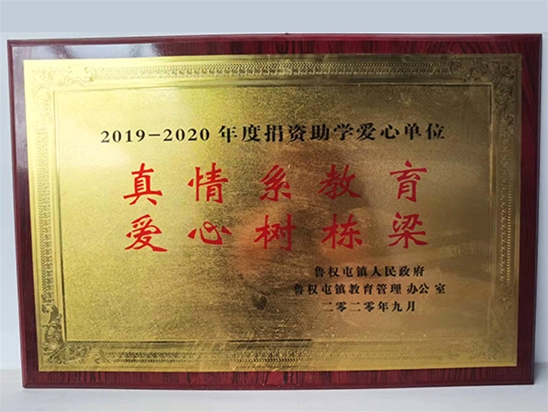 2019-2020 年度捐资助学爱心单位
真情系教育
爱心树栋梁
鲁权屯镇人民政府
鲁权屯镇教育管理办公室
二零二零年九月